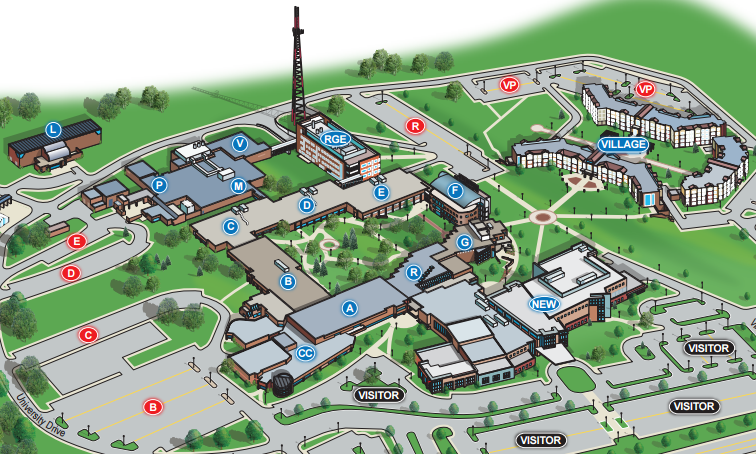 VP
VP
L
R
RGE
V
VILLAGE
P
M
E
F
D
C
E
G
D
R
B
A
NEW
C
VISITOR
CC
VISITOR
B
VISITOR
University Drive
VISITOR